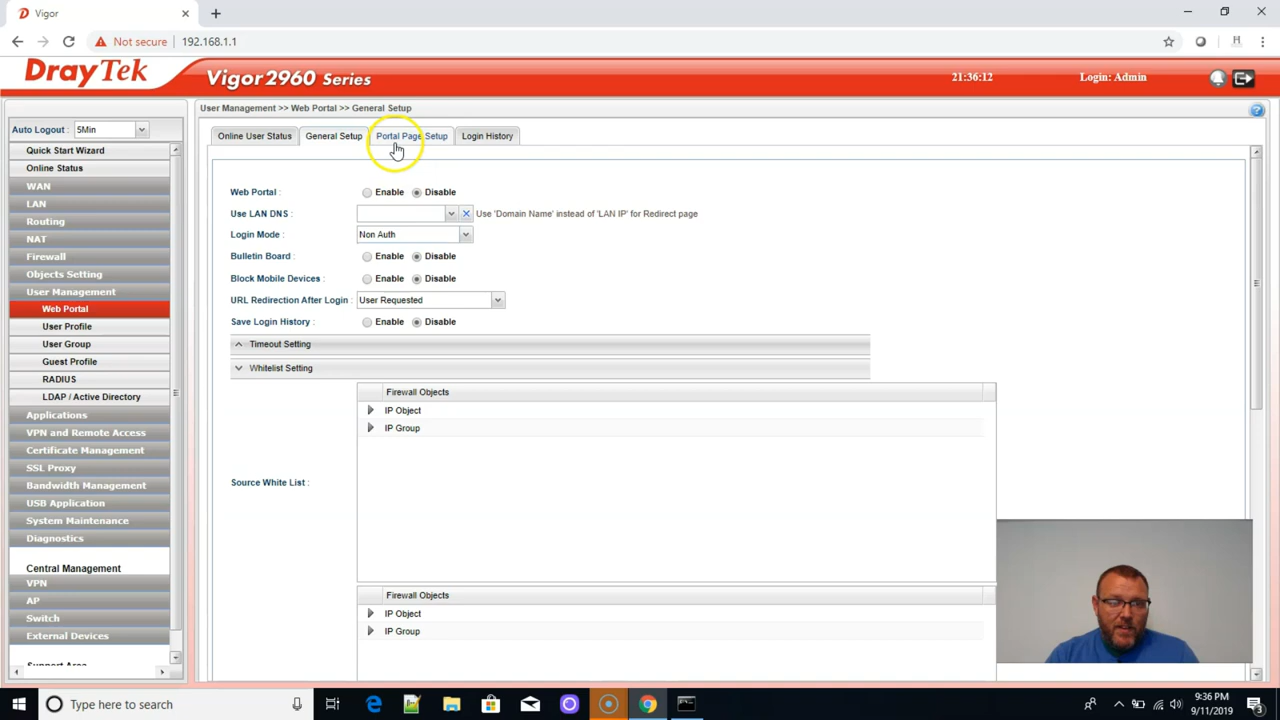 Vigor
Not secure 192.168.1.1
DrayTek Vigor2960 Series 21:36:12 Login: Admin
User Management >> Web Portal >> General Setup
Auto Logout : 5Min
Online User Status General Setup Portal Page Setup Login History
Quick Start Wizard
Online Status
WAN
LAN
Routing
NAT
Firewall
Objects Setting
User Management
Web Portal
User Profile
User Group
Guest Profile
RADIUS
LDAP / Active Directory
Applications
VPN and Remote Access
Certificate Management
SSL Proxy
Bandwidth Management
USB Application
System Maintenance
Diagnostics
Central Management
VPN
AP
Switch
External Devices
Support Area
Web Portal : Enable Disable
Use LAN DNS : Use 'Domain Name' instead of 'LAN IP' for Redirect page
Login Mode : Non Auth
Bulletin Board : Enable Disable
Block Mobile Devices : Enable Disable
URL Redirection After Login : User Requested
Save Login History : Enable Disable
Timeout Setting
Whitelist Setting
Firewall Objects
IP Object
IP Group
Source White List :
Firewall Objects
IP Object
IP Group
Type here to search
9:36 PM
9/11/2019
3